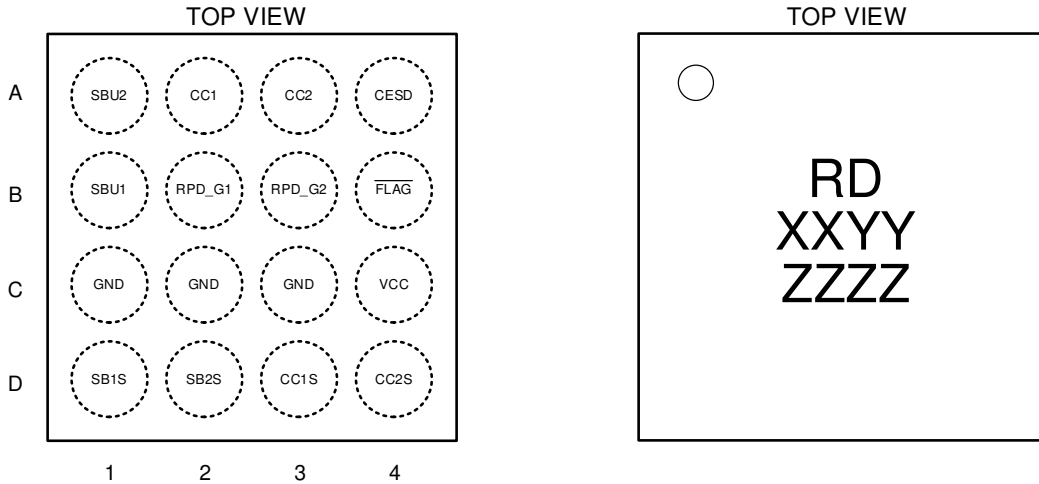 TOP VIEW TOP VIEW
A SBU2 CC1 CC2 CESD
B SBU1 RPD_G1 RPD_G2 F̅L̅A̅G̅
C GND GND GND VCC
D SB1S SB2S CC1S CC2S
1 2 3 4
RD
XXYY
ZZZZ